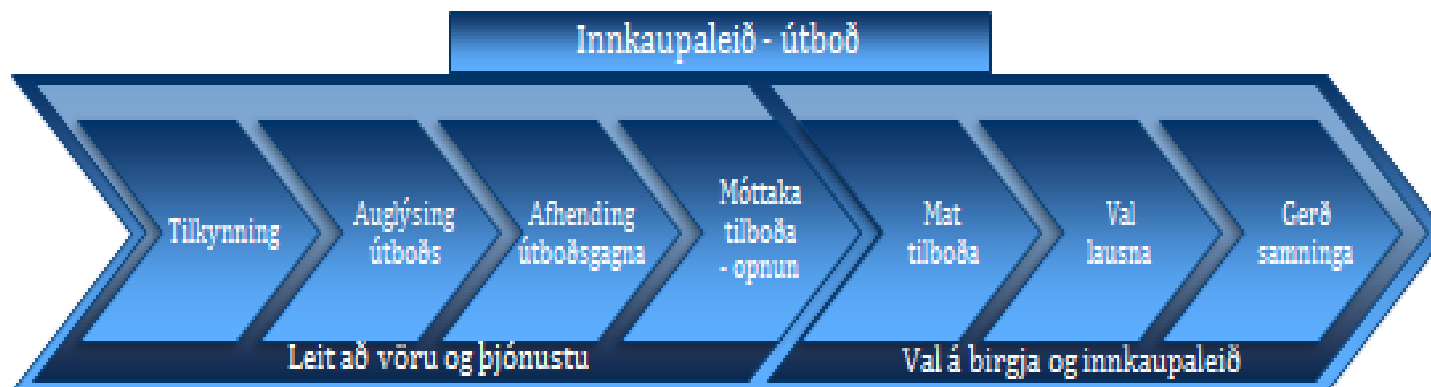 Innkaupaleið - útboð
Tilkynning
Auglýsing
útboðs
Afhending
útboðsgagna
Móttaka
tilboða
- opnun
Mat
tilboða
Val
lausna
Gerð
samninga
Leit að vöru og þjónustu
Val á birgja og innkaupaleið